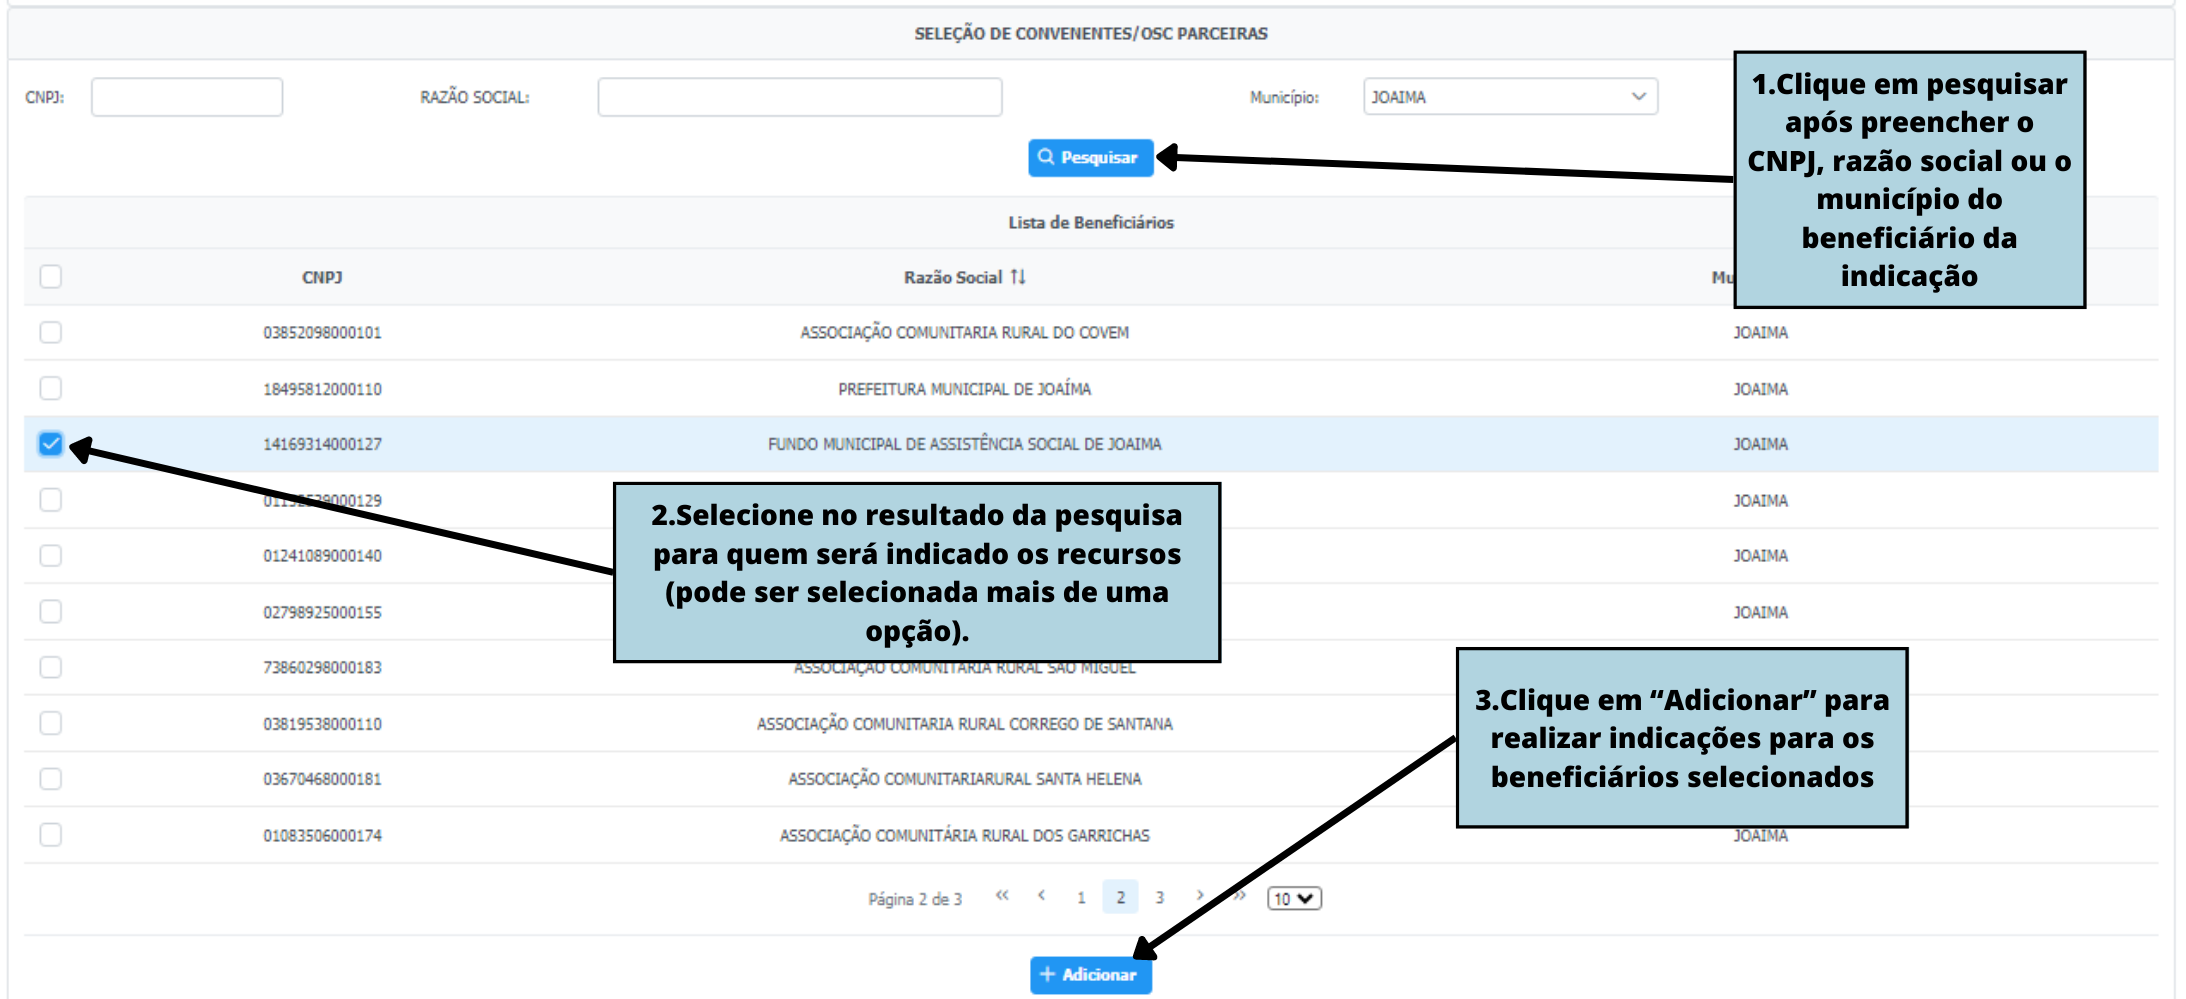 SELEÇÃO DE CONVENENTES/OSC PARCEIRAS
CNPJ:
RAZÃO SOCIAL:
Município:
JOAIMA
Pesquisar
1.Clique em pesquisar
após preencher o
CNPJ, razão social ou o
município do
beneficiário da
indicação
Lista de Beneficiários
CNPJ Razão Social Mu
03852098000101 ASSOCIAÇÃO COMUNITARIA RURAL DO COVEM JOAIMA
18495812000110 PREFEITURA MUNICIPAL DE JOAÍMA JOAIMA
14169314000127 FUNDO MUNICIPAL DE ASSISTÊNCIA SOCIAL DE JOAIMA JOAIMA
JOAIMA
01241089000140 JOAIMA
02798925000155 JOAIMA
73860298000183 ASSOCIAÇÃO COMUNITARIA RURAL SAO MIGUEL
03819538000110 ASSOCIAÇÃO COMUNITARIA RURAL CORREGO DE SANTANA
03670468000181 ASSOCIAÇÃO COMUNITARIARURAL SANTA HELENA
01083506000174 ASSOCIAÇÃO COMUNITÁRIA RURAL DOS GARRICHAS JOAIMA
2.Selecione no resultado da pesquisa
para quem será indicado os recursos
(pode ser selecionada mais de uma
opção).
3.Clique em “Adicionar” para
realizar indicações para os
beneficiários selecionados
Página 2 de 3 « ‹ 1 2 3 › » 10
+ Adicionar